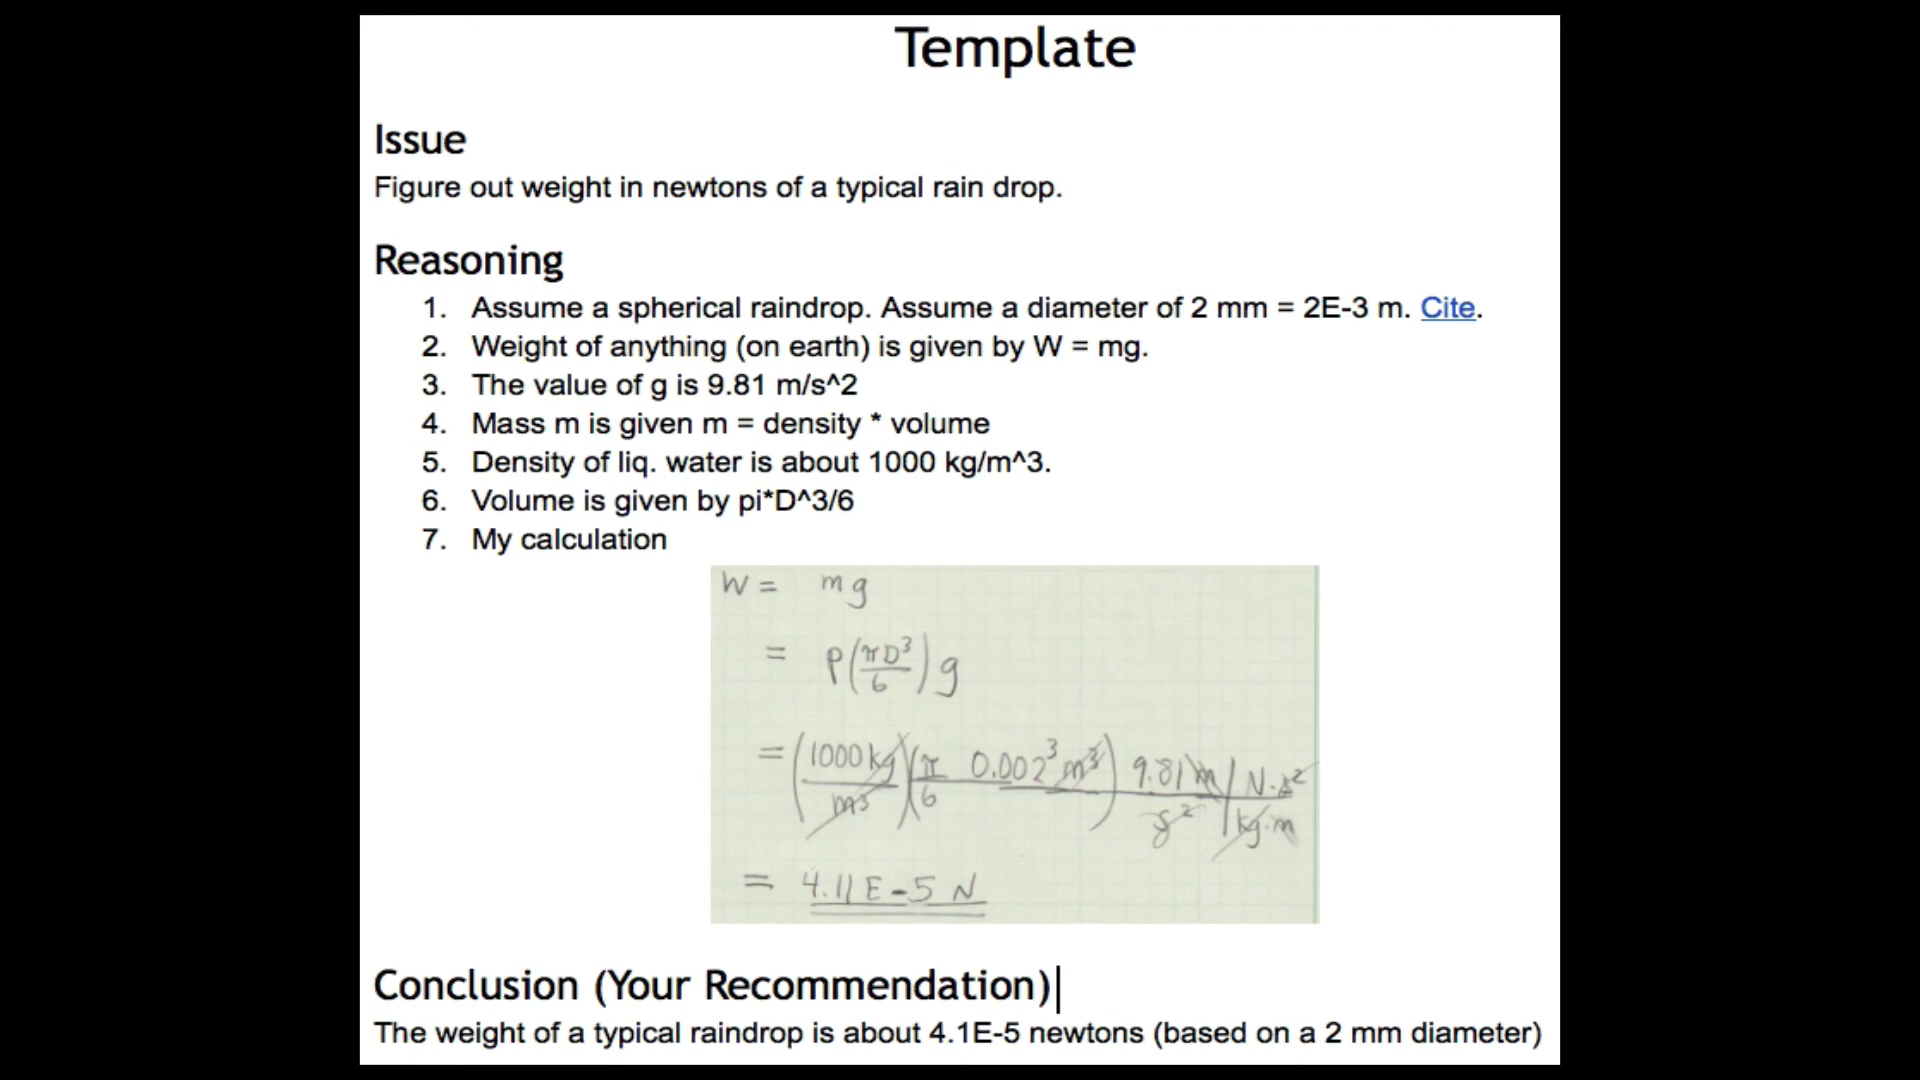 Template
Issue
Figure out weight in newtons of a typical rain drop.
Reasoning
1. Assume a spherical raindrop. Assume a diameter of 2 mm = 2E-3 m. Cite.
2. Weight of anything (on earth) is given by W = mg.
3. The value of g is 9.81 m/s^2
4. Mass m is given m = density * volume
5. Density of liq. water is about 1000 kg/m^3.
6. Volume is given by pi*D^3/6
7. My calculation
W = mg
= ρ(πD³/6) g
= (1000 kg/m³)(π/6 0.002³ m³) 9.81 m/s² | N·s²/kg·m
= 4.11 E-5 N
Conclusion (Your Recommendation)
The weight of a typical raindrop is about 4.1E-5 newtons (based on a 2 mm diameter)